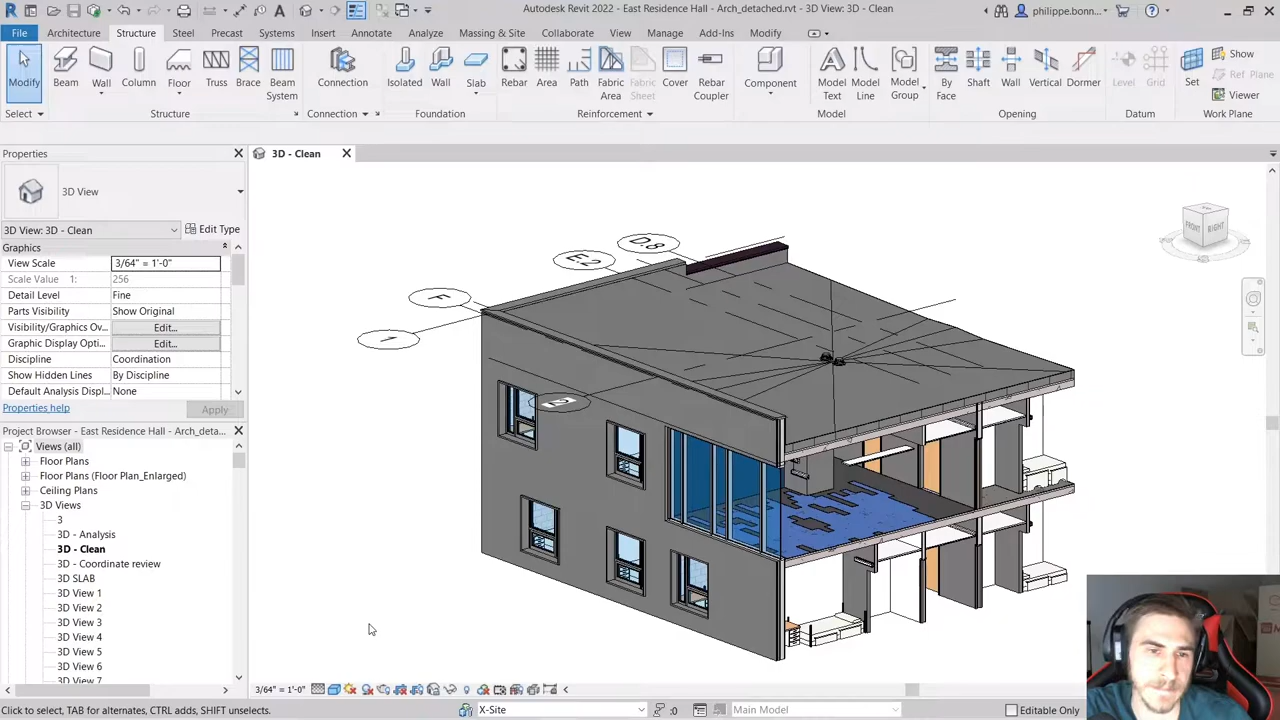 Autodesk Revit 2022 - East Residence Hall - Arch_detached.rvt - 3D View: 3D - Clean
philippe.bonn...
File Architecture Structure Steel Precast Systems Insert Annotate Analyze Massing & Site Collaborate View Manage Add-Ins Modify
Modify Beam Wall Column Floor Truss Brace Beam System Connection Isolated Wall Slab Rebar Area Path Fabric Area Fabric Sheet Cover Rebar Coupler Component Model Text Model Line Model Group By Face Shaft Wall Vertical Dormer Level Grid Set Show Ref Plane Viewer
Select Structure Connection Foundation Reinforcement Model Opening Datum Work Plane
Properties
3D - Clean
3D View
3D View: 3D - Clean
Edit Type
Graphics
View Scale 3/64" = 1'-0"
Scale Value 1: 256
Detail Level Fine
Parts Visibility Show Original
Visibility/Graphics Ov... Edit...
Graphic Display Opti... Edit...
Discipline Coordination
Show Hidden Lines By Discipline
Default Analysis Displ... None
Properties help
Apply
Project Browser - East Residence Hall - Arch_deta...
Views (all)
Floor Plans
Floor Plans (Floor Plan_Enlarged)
Ceiling Plans
3D Views
3
3D - Analysis
3D - Clean
3D - Coordinate review
3D SLAB
3D View 1
3D View 2
3D View 3
3D View 4
3D View 5
3D View 6
3D View 7
D.8
E.2
F
1
12
FRONT RIGHT
3/64" = 1'-0"
Click to select, TAB for alternates, CTRL adds, SHIFT unselects.
X-Site
:0
Main Model
Editable Only